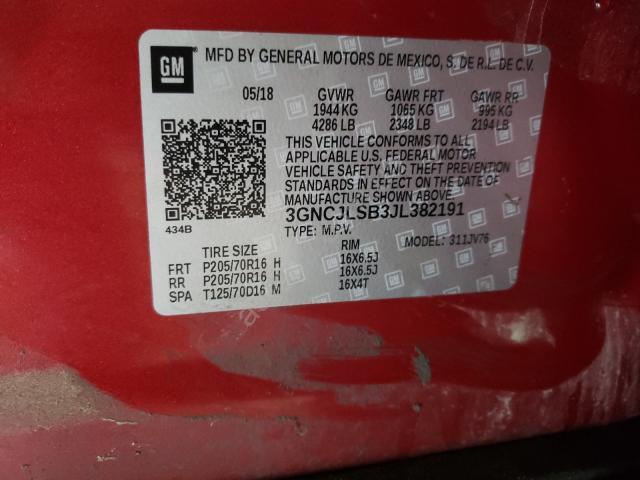 GM
MFD BY GENERAL MOTORS DE MEXICO, S. DE R.L. DE C.V.
05/18 GVWR GAWR FRT GAWR RR
1944 KG 1065 KG 995 KG
4286 LB 2348 LB 2194 LB
THIS VEHICLE CONFORMS TO ALL
APPLICABLE U.S. FEDERAL MOTOR
VEHICLE SAFETY AND THEFT PREVENTION
STANDARDS IN EFFECT ON THE DATE OF
MANUFACTURE SHOWN ABOVE.
3GNCJLSB3JL382191
434B
TYPE: M.P.V. MODEL: 311JV76
TIRE SIZE RIM
FRT P205/70R16 H 16X6.5J
RR P205/70R16 H 16X6.5J
SPA T125/70D16 M 16X4T